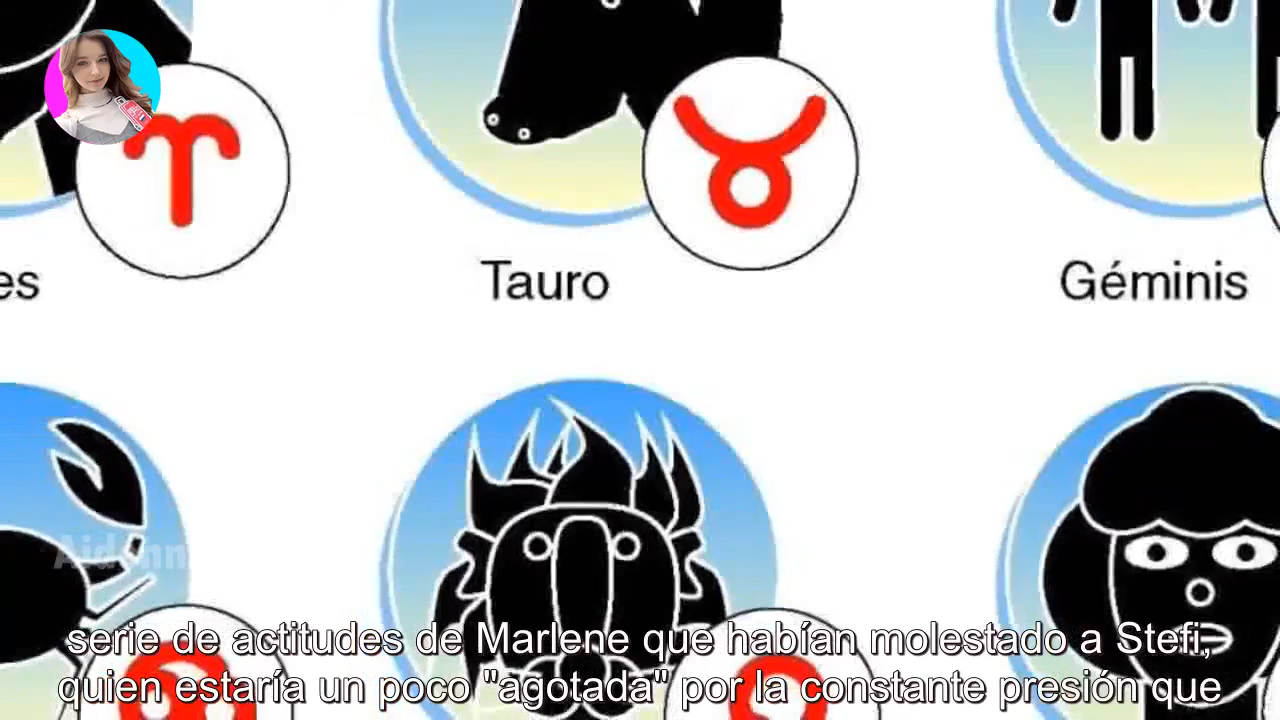 es
Tauro
Géminis
serie de actitudes de Marlene que habían molestado a Stefi,
quien estaría un poco "agotada" por la constante presión que